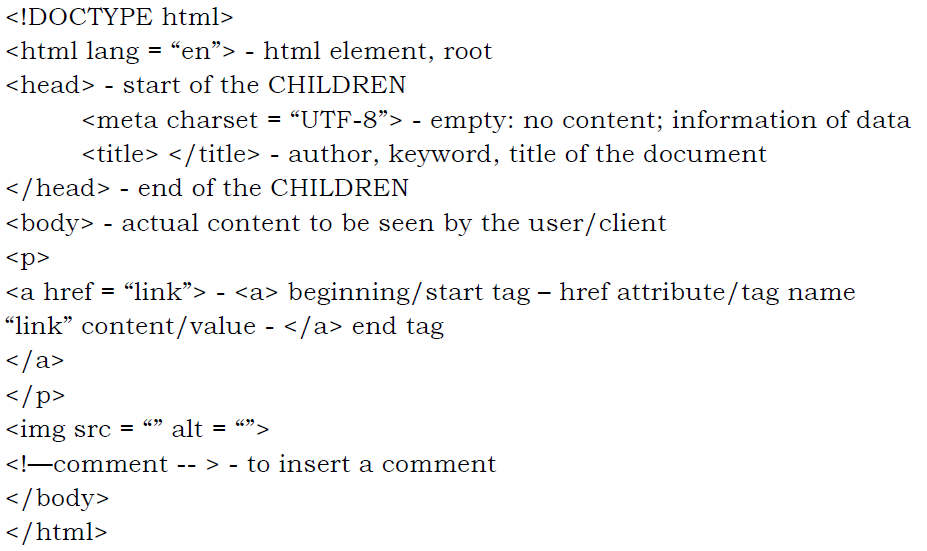 <!DOCTYPE html>
<html lang = “en”> - html element, root
<head> - start of the CHILDREN
<meta charset = “UTF-8”> - empty: no content; information of data
<title> </title> - author, keyword, title of the document
</head> - end of the CHILDREN
<body> - actual content to be seen by the user/client
<p>
<a href = “link”> - <a> beginning/start tag – href attribute/tag name
“link” content/value - </a> end tag
</a>
</p>
<img src = “” alt = “”>
<!—comment -- > - to insert a comment
</body>
</html>